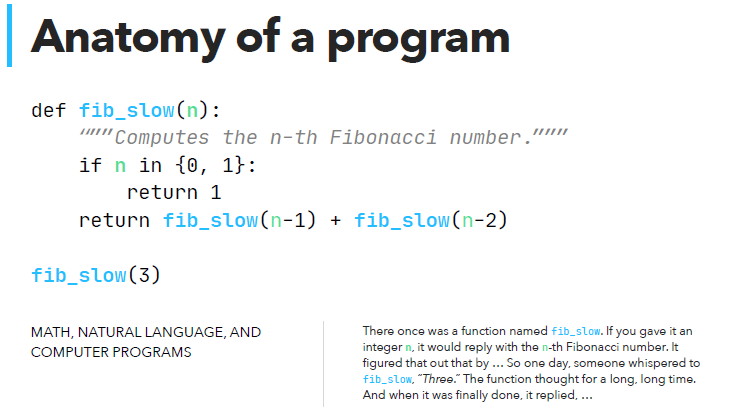 Anatomy of a program
def fib_slow(n):
    “””Computes the n-th Fibonacci number.”””
    if n in {0, 1}:
        return 1
    return fib_slow(n-1) + fib_slow(n-2)
fib_slow(3)
MATH, NATURAL LANGUAGE, AND
COMPUTER PROGRAMS
There once was a function named fib_slow. If you gave it an
integer n, it would reply with the n-th Fibonacci number. It
figured that out that by … So one day, someone whispered to
fib_slow, “Three.” The function thought for a long, long time.
And when it was finally done, it replied, …